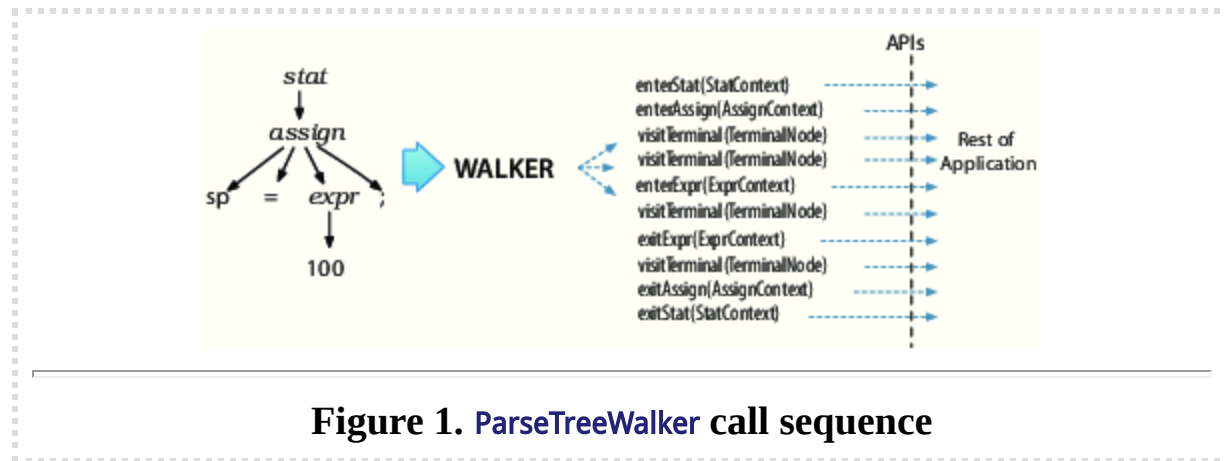 APIs
stat
assign
sp = expr ;
100
WALKER
enterStat(StatContext)
enterAssign(AssignContext)
visitTerminal(TerminalNode)
visitTerminal(TerminalNode)
enterExpr(ExprContext)
visitTerminal(TerminalNode)
exitExpr(ExprContext)
visitTerminal(TerminalNode)
exitAssign(AssignContext)
exitStat(StatContext)
Rest of
Application
Figure 1. ParseTreeWalker call sequence